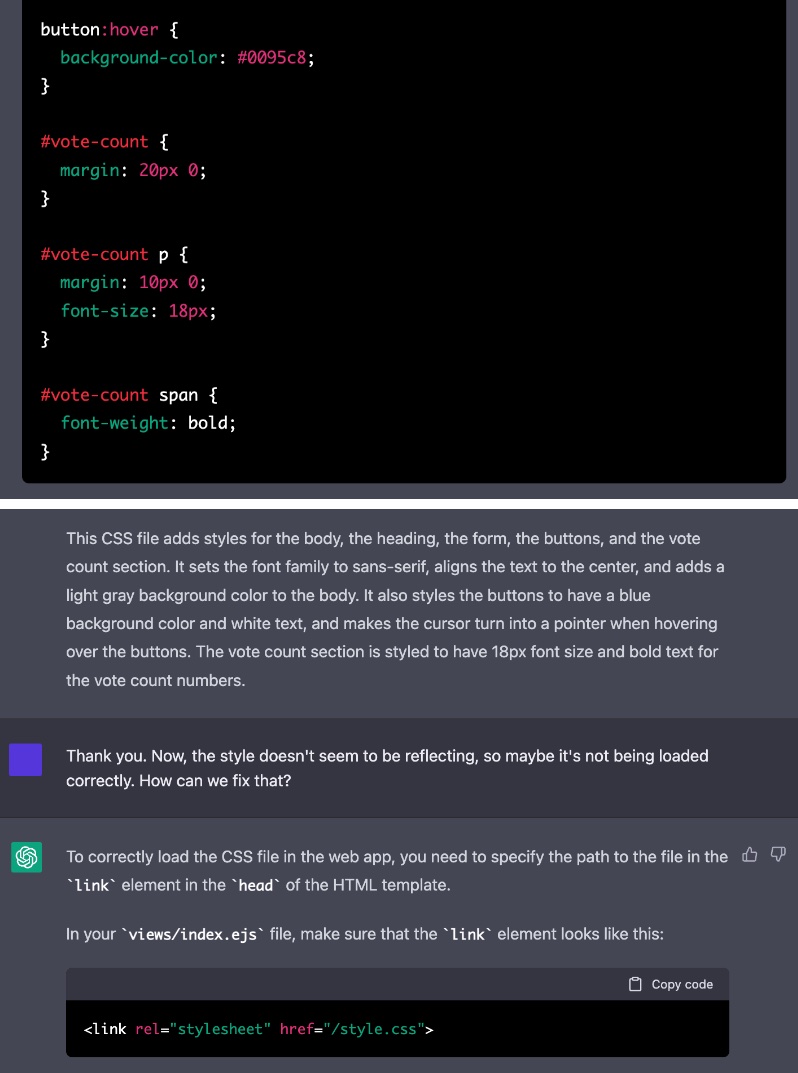 button:hover {
  background-color: #0095c8;
}
#vote-count {
  margin: 20px 0;
}
#vote-count p {
  margin: 10px 0;
  font-size: 18px;
}
#vote-count span {
  font-weight: bold;
}
This CSS file adds styles for the body, the heading, the form, the buttons, and the vote
count section. It sets the font family to sans-serif, aligns the text to the center, and adds a
light gray background color to the body. It also styles the buttons to have a blue
background color and white text, and makes the cursor turn into a pointer when hovering
over the buttons. The vote count section is styled to have 18px font size and bold text for
the vote count numbers.
Thank you. Now, the style doesn't seem to be reflecting, so maybe it's not being loaded
correctly. How can we fix that?
To correctly load the CSS file in the web app, you need to specify the path to the file in the
`link` element in the `head` of the HTML template.
In your `views/index.ejs` file, make sure that the `link` element looks like this:
Copy code
<link rel="stylesheet" href="/style.css">